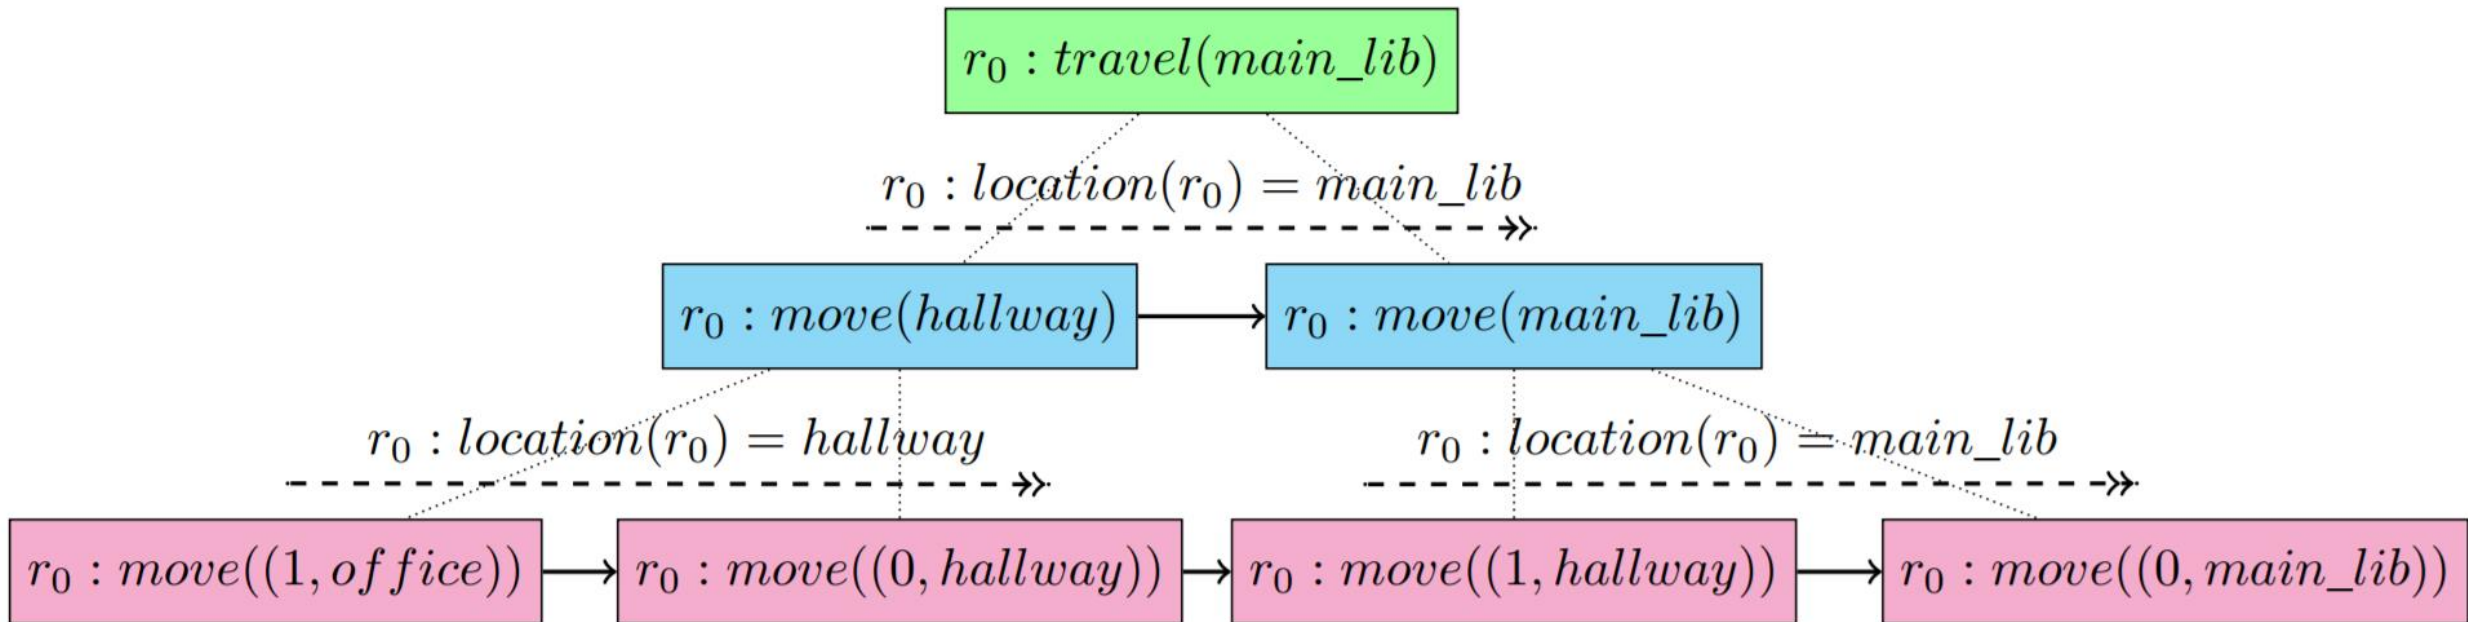 r₀ : travel(main_lib)
r₀ : location(r₀) = main_lib
r₀ : move(hallway)
r₀ : move(main_lib)
r₀ : location(r₀) = hallway
r₀ : location(r₀) = main_lib
r₀ : move((1, office))
r₀ : move((0, hallway))
r₀ : move((1, hallway))
r₀ : move((0, main_lib))